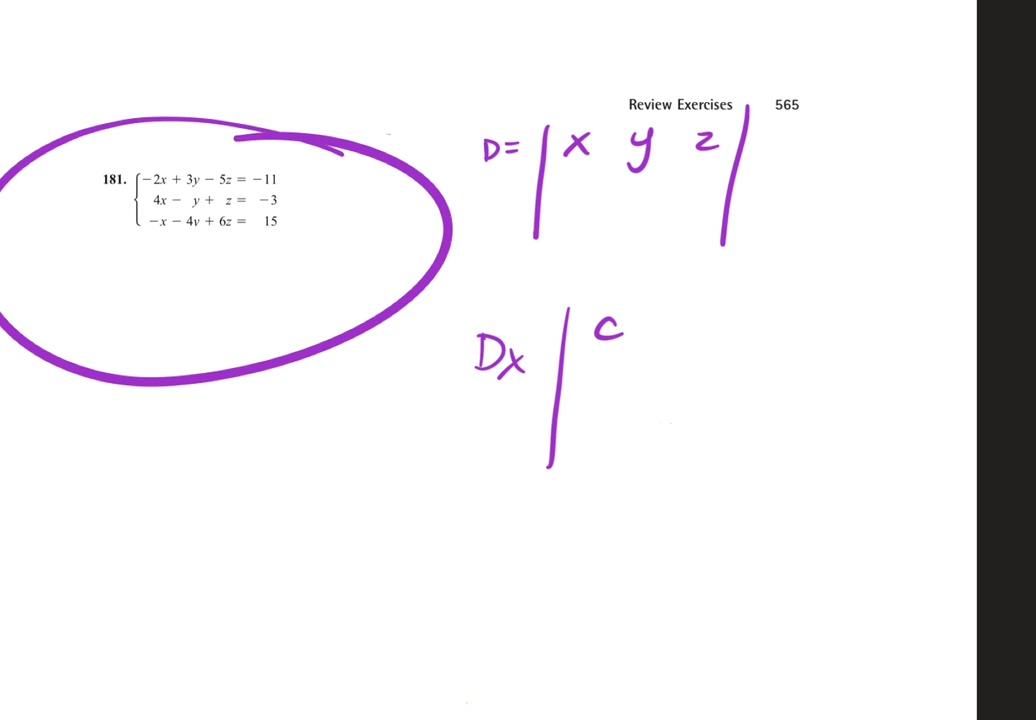 Review Exercises 565
D= | x y z |
181. { -2x + 3y - 5z = -11
4x - y + z = -3
-x - 4y + 6z = 15
Dx | c